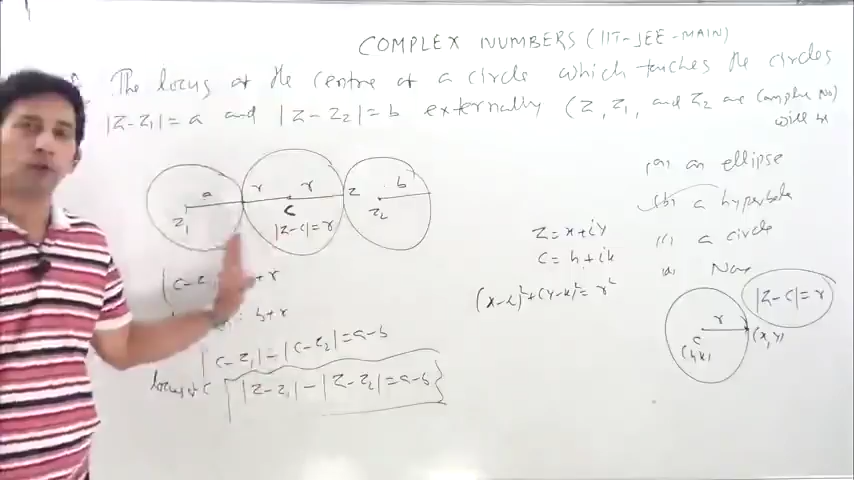 COMPLEX NUMBERS (IIT-JEE-MAIN)
The locus of the centre of a circle which touches the circles
|Z-Z₁|=a and |Z-Z₂|=b externally (Z, Z₁, and Z₂ are Complex No)
will be
(a) an ellipse
(b) a hyperbola
(c) a circle
(d) None
a r r z b
Z₁ C Z₂
|Z-C|=r
|C-Z₁ +r
= b+r
|C-Z₁|-|C-Z₂|=a-b
locus of C |Z-Z₁|-|Z-Z₂|=a-b
Z=x+iy
C=h+ik
(x-h)²+(y-k)²=r²
|Z-C|=r
r
C
(h,k)
(x,y)